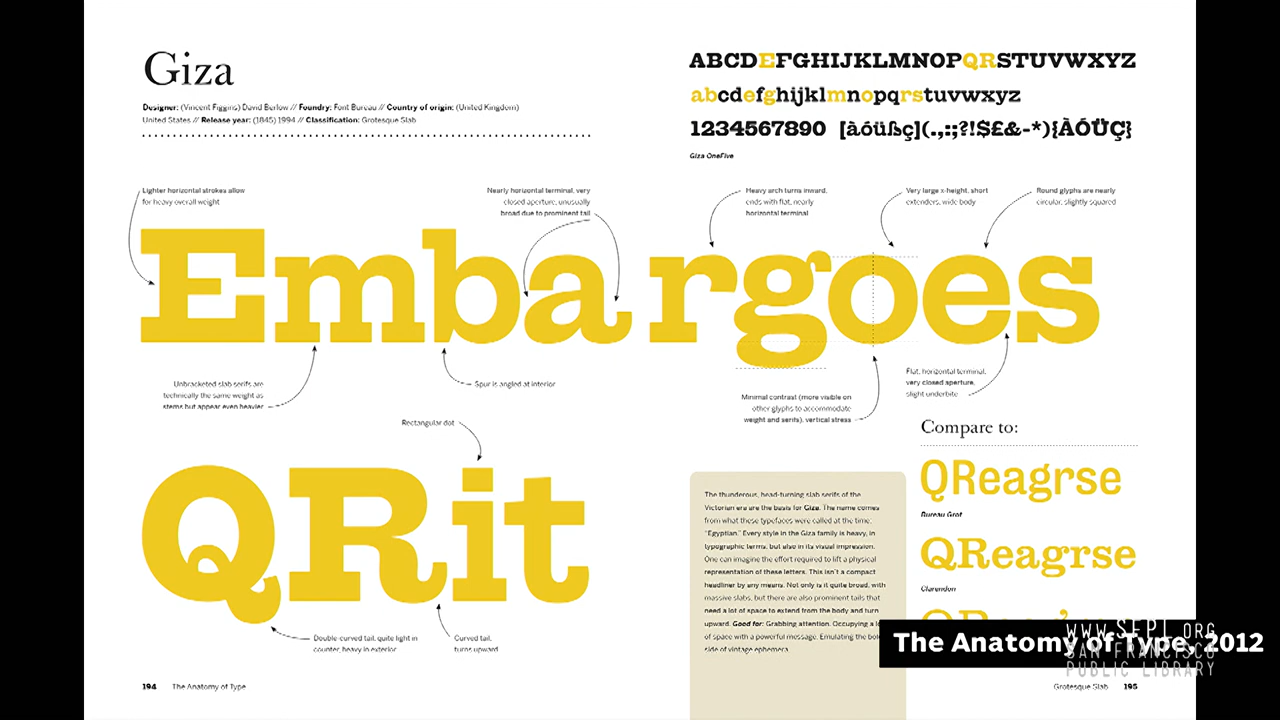 Giza
Designer: (Vincent Figgins) David Berlow // Foundry: Font Bureau // Country of origin: (United Kingdom)
United States // Release year: (1845) 1994 // Classification: Grotesque Slab
ABCDEFGHIJKLMNOPQRSTUVWXYZ
abcdefghijklmnopqrstuvwxyz
1234567890 [àóüßç](.,:;?!$£&-*){ÀÓÜÇ}
Giza OneFive
Lighter horizontal strokes allow
for heavy overall weight
Nearly horizontal terminal, very
closed aperture, unusually
broad due to prominent tail
Heavy arch turns inward,
ends with flat, nearly
horizontal terminal
Very large x-height, short
extenders, wide body
Round glyphs are nearly
circular, slightly squared
Embargoes
Unbracketed slab serifs are
technically the same weight as
stems but appear even heavier
Spur is angled at interior
Minimal contrast (more visible on
other glyphs to accommodate
weight and serifs), vertical stress
Flat, horizontal terminal,
very closed aperture,
slight underbite
Rectangular dot
QRit
Double-curved tail, quite light in
counter, heavy in exterior
Curved tail,
turns upward
The thunderous, head-turning slab serifs of the
Victorian era are the basis for Giza. The name comes
from what these typefaces were called at the time:
"Egyptian." Every style in the Giza family is heavy, in
typographic terms, but also in its visual impression.
One can imagine the effort required to lift a physical
representation of these letters. This isn't a compact
headliner by any means. Not only is it quite broad, with
massive slabs, but there are also prominent tails that
need a lot of space to extend from the body and turn
upward. Good for: Grabbing attention. Occupying a
of space with a powerful message. Emulating the
side of vintage ephemera.
Compare to:
QReagrse
Bureau Grot
QReagrse
Clarendon
The Anatomy of Type, 2012
WWW.SFPL.ORG
SAN FRANCISCO
PUBLIC LIBRARY
194 The Anatomy of Type
Grotesque Slab 195